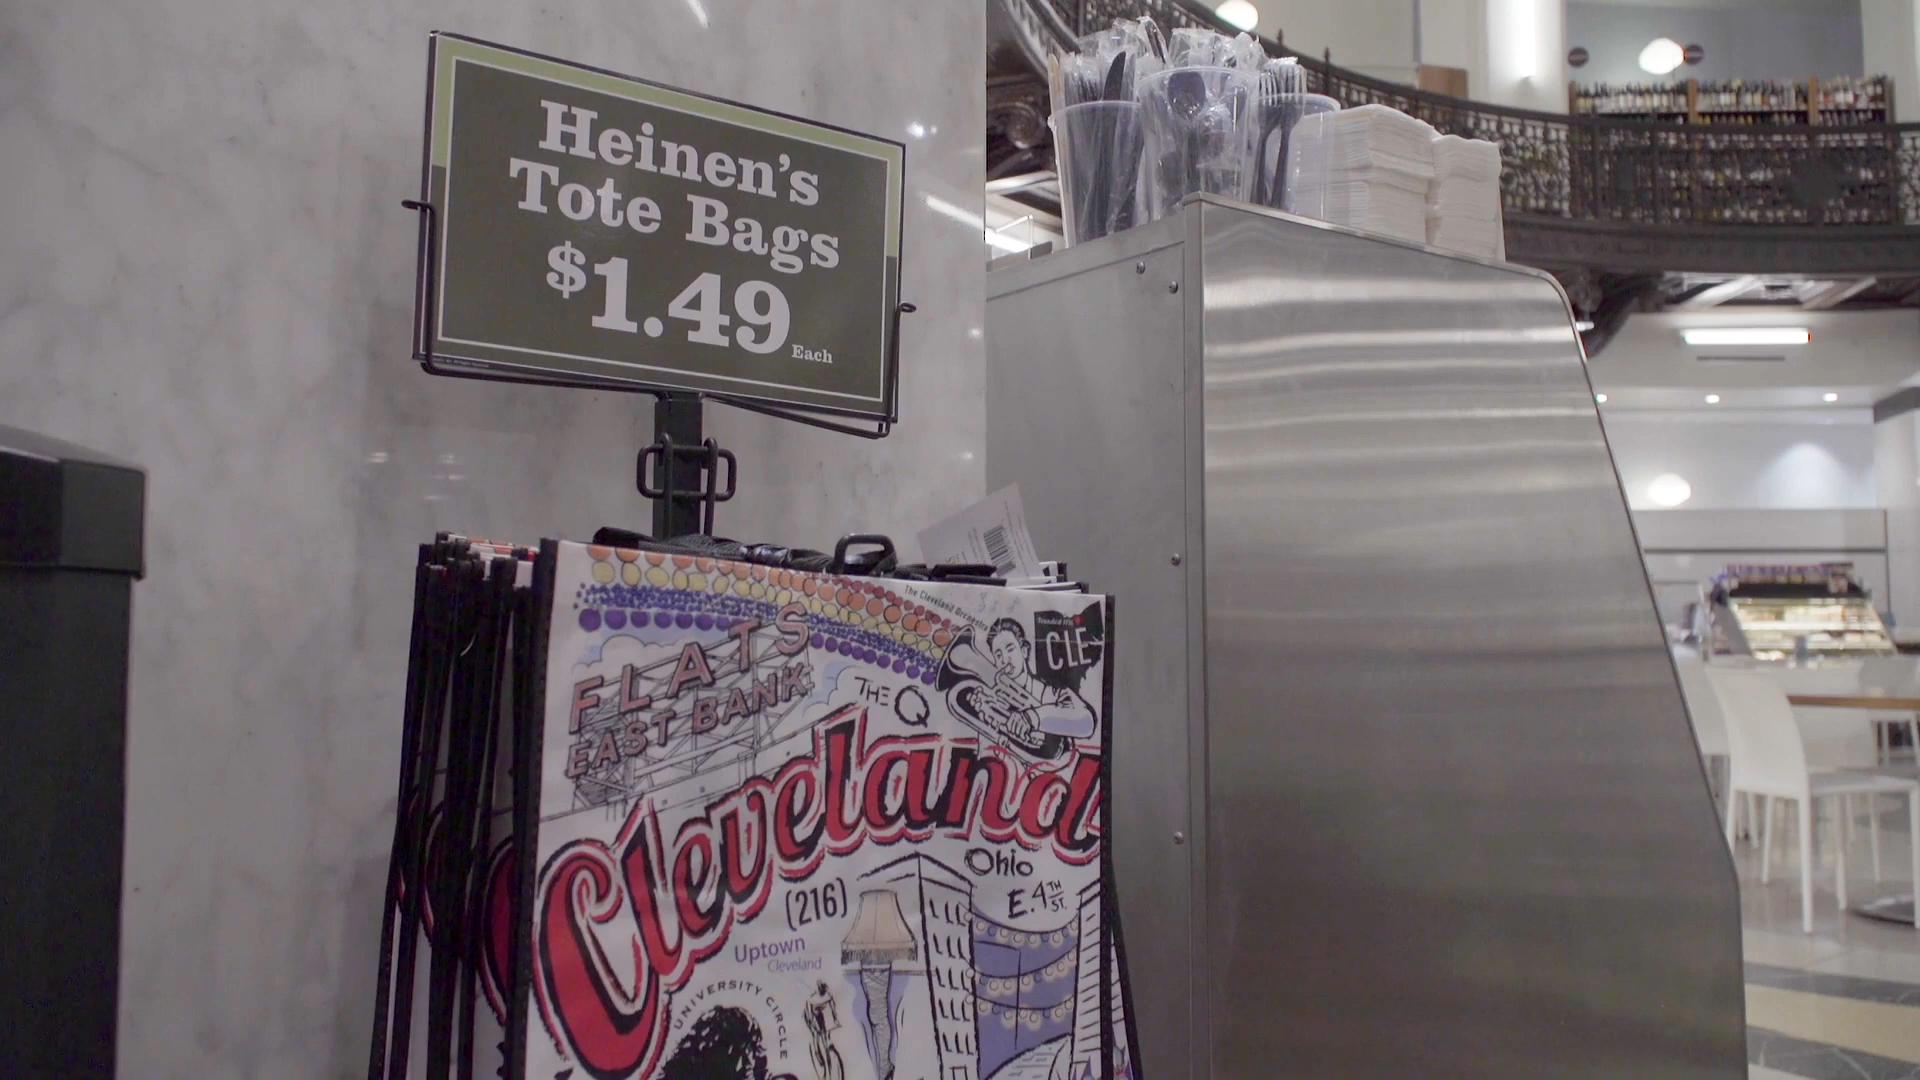 Heinen's
Tote Bags
$1.49 Each
The Cleveland Orchestra
CLE
FLATS
EAST BANK
THE Q
Cleveland
Ohio
(216)
E. 4TH ST.
Uptown
Cleveland
UNIVERSITY CIRCLE